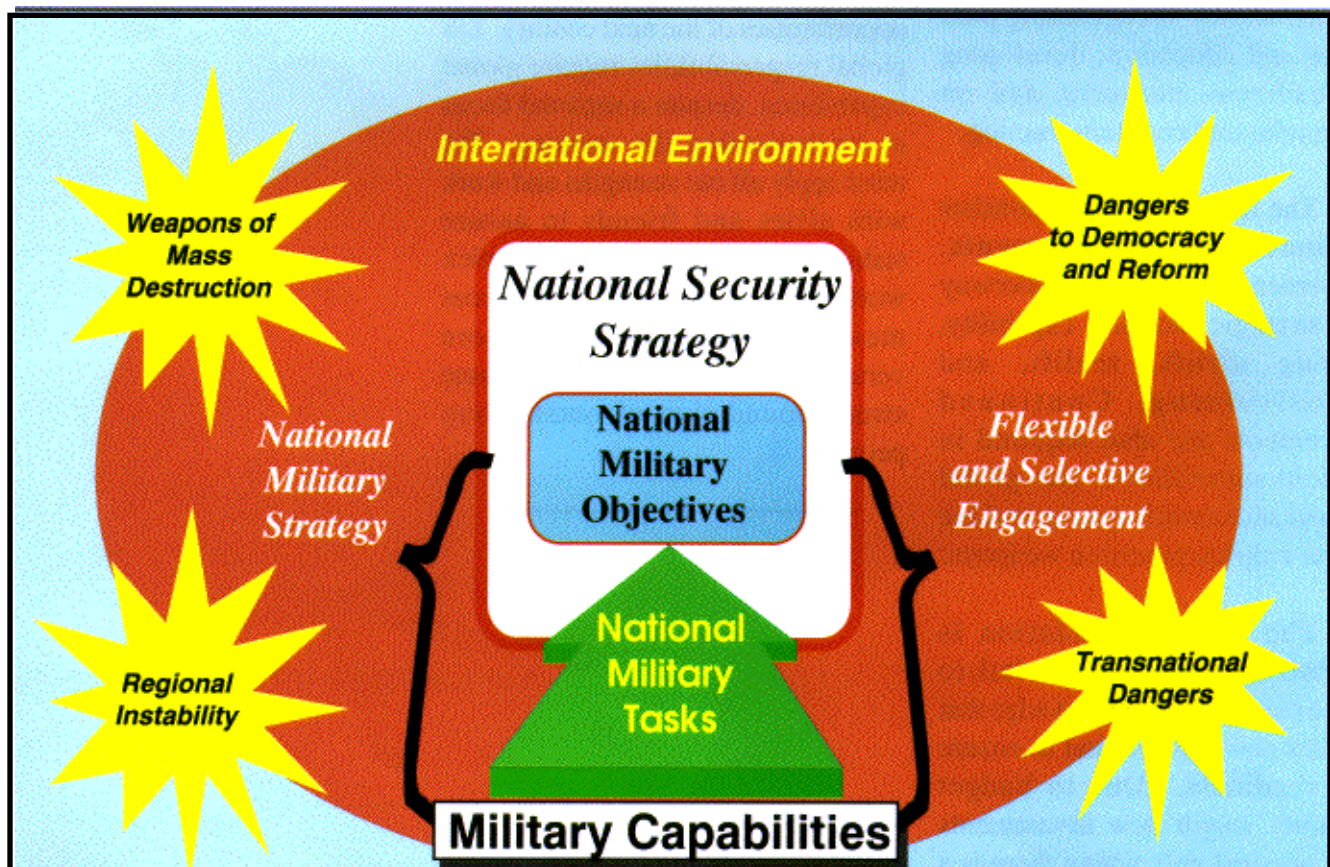 International Environment
Weapons of
Mass
Destruction
Dangers
to Democracy
and Reform
National Security
Strategy
National
Military
Objectives
National
Military
Strategy
Flexible
and Selective
Engagement
National
Military
Tasks
Regional
Instability
Transnational
Dangers
Military Capabilities